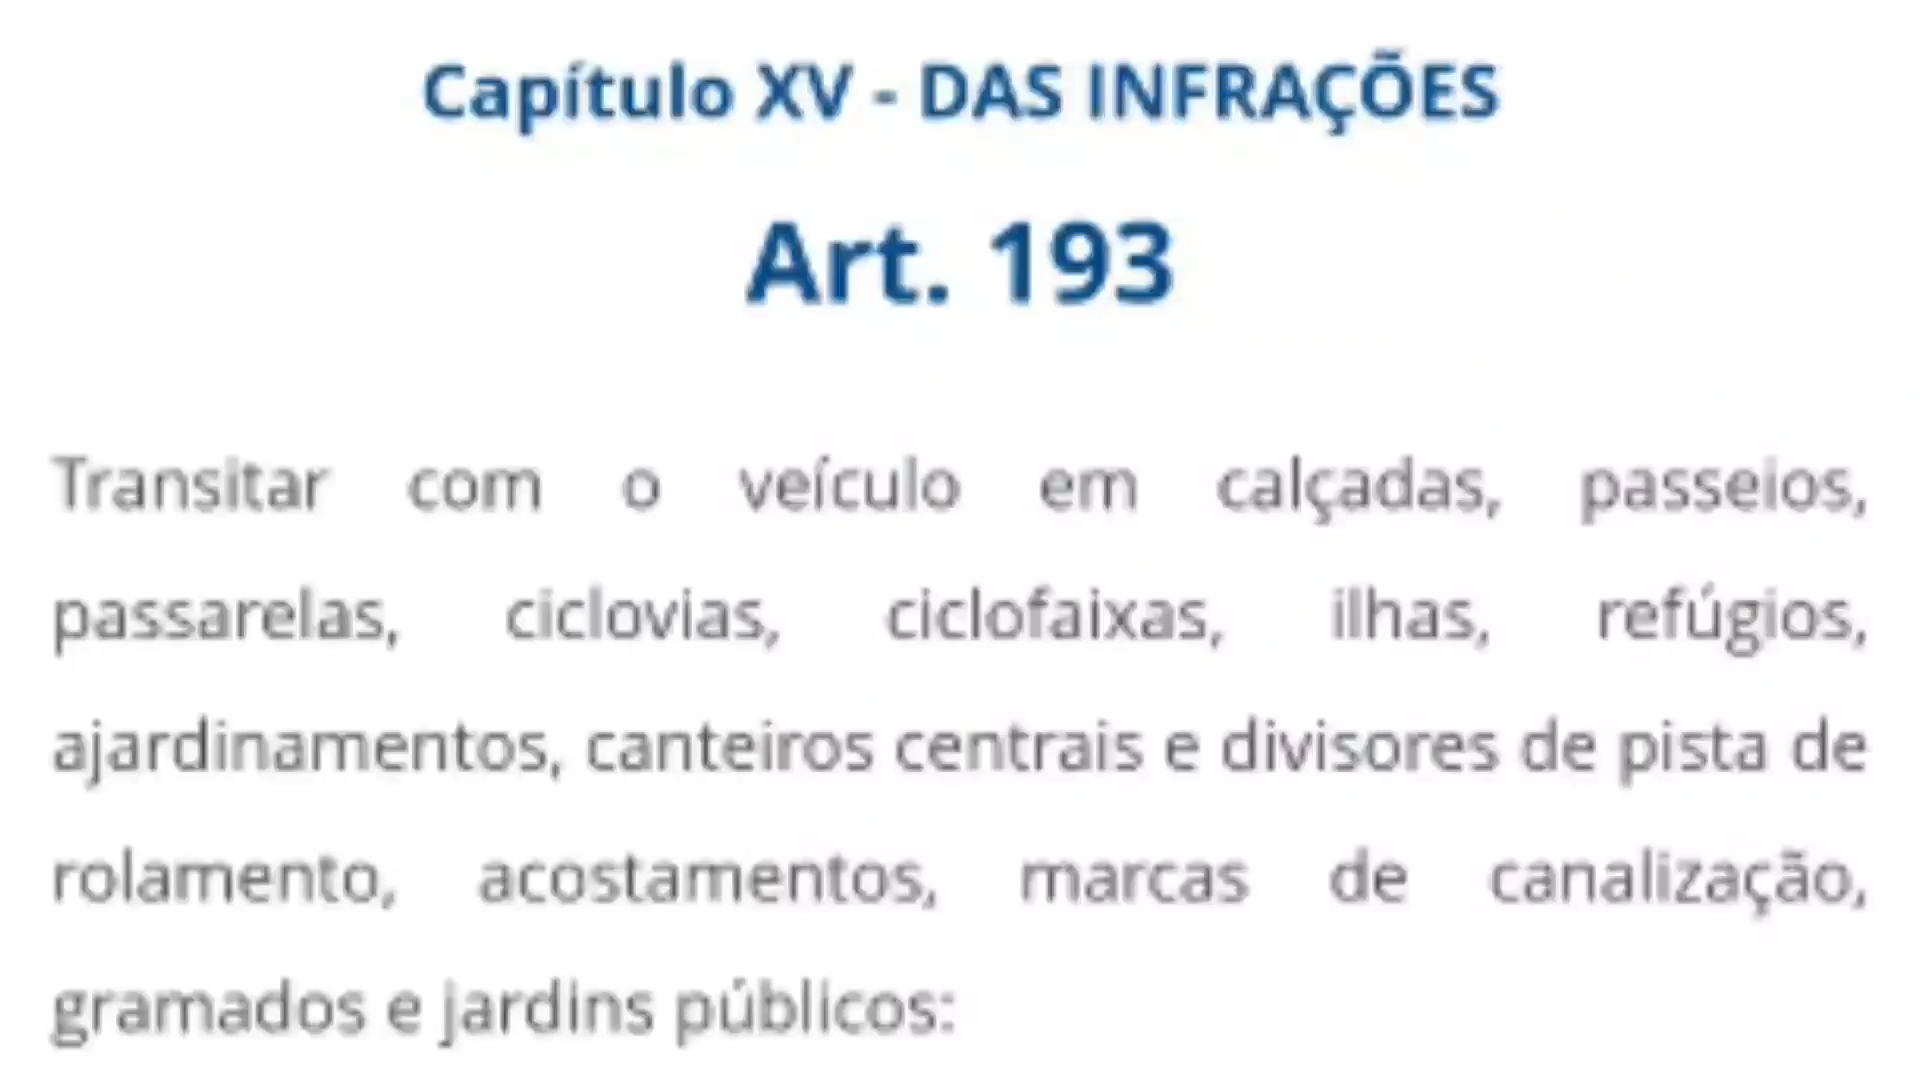 Capítulo XV - DAS INFRAÇÕES
Art. 193
Transitar com o veículo em calçadas, passeios,
passarelas, ciclovias, ciclofaixas, ilhas, refúgios,
ajardinamentos, canteiros centrais e divisores de pista de
rolamento, acostamentos, marcas de canalização,
gramados e jardins públicos: